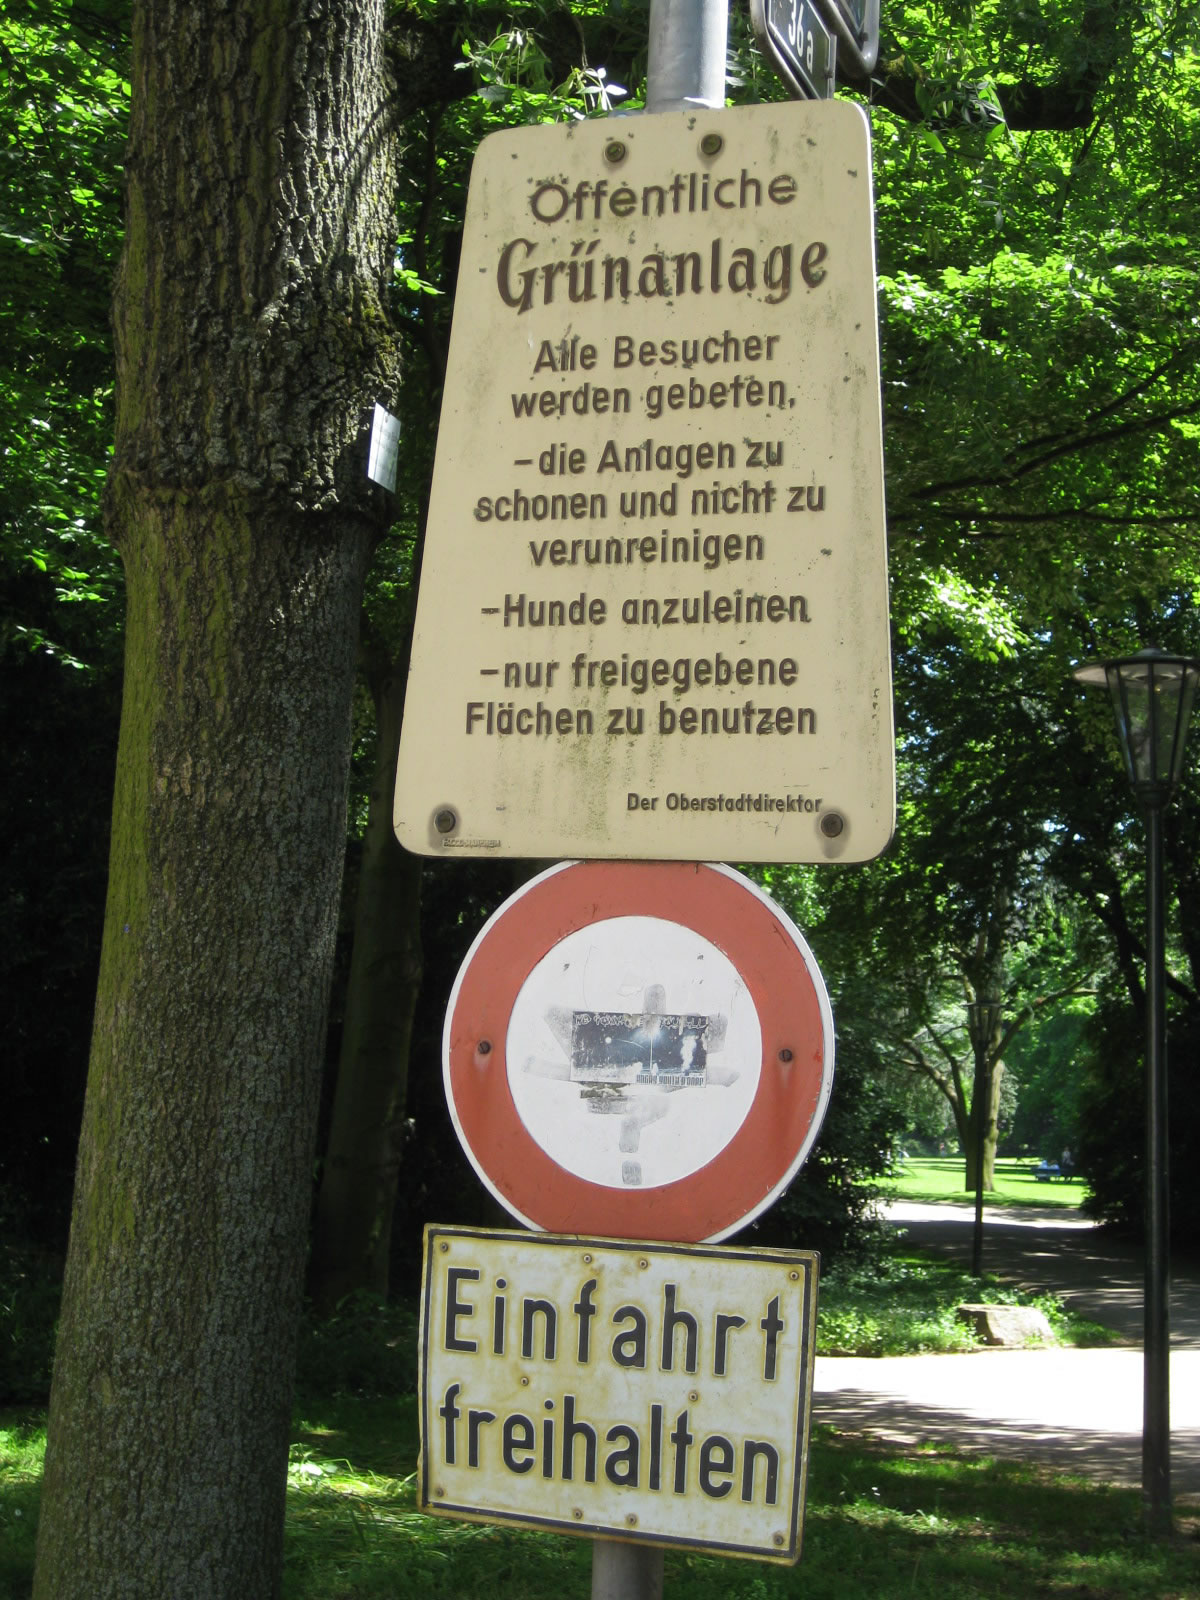 36a
Öffentliche
Grünanlage
Alle Besucher
werden gebeten,
-die Anlagen zu
schonen und nicht zu
verunreinigen
-Hunde anzuleinen
-nur freigegebene
Flächen zu benutzen
Der Oberstadtdirektor
Einfahrt
freihalten